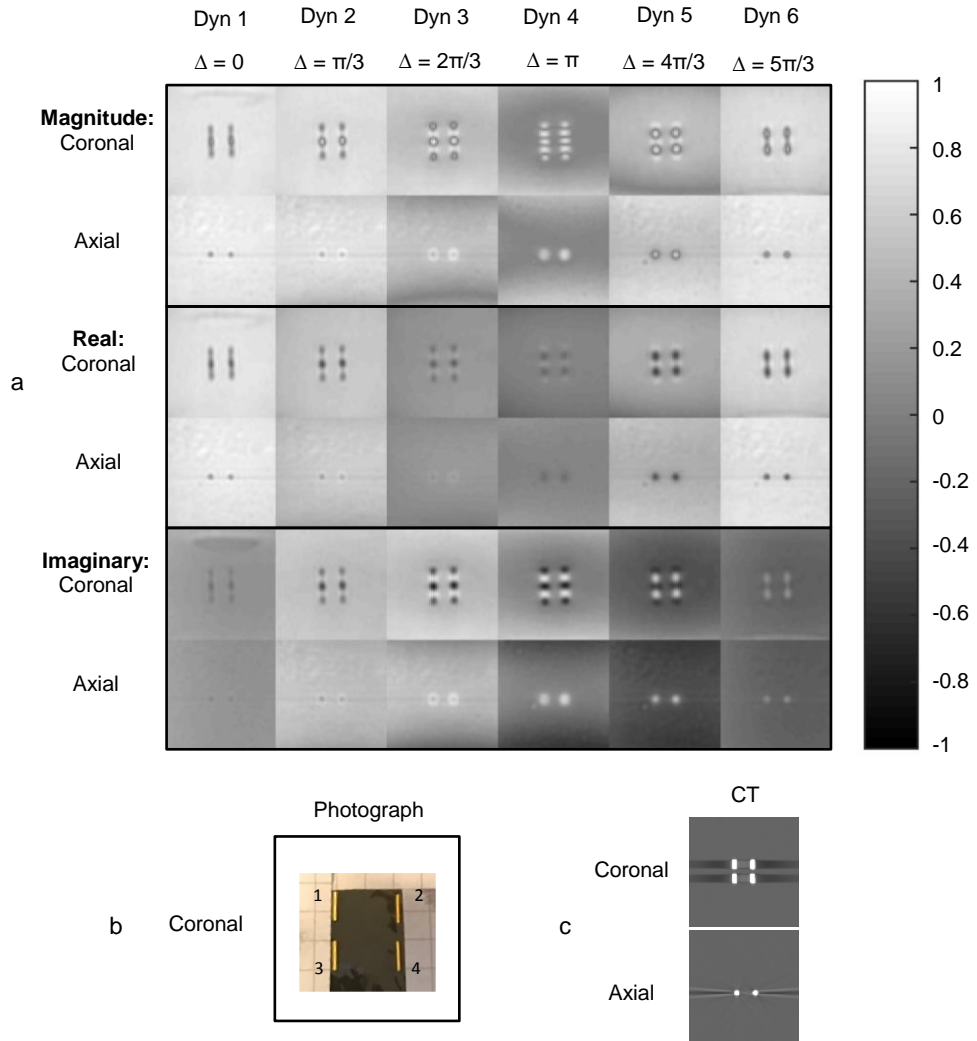 Dyn 1 Dyn 2 Dyn 3 Dyn 4 Dyn 5 Dyn 6
Δ = 0 Δ = π/3 Δ = 2π/3 Δ = π Δ = 4π/3 Δ = 5π/3
Magnitude:
Coronal
Axial
Real:
Coronal
a
Axial
Imaginary:
Coronal
Axial
1
0.8
0.6
0.4
0.2
0
-0.2
-0.4
-0.6
-0.8
-1
Photograph
b
Coronal
1 2
3 4
CT
c
Coronal
Axial